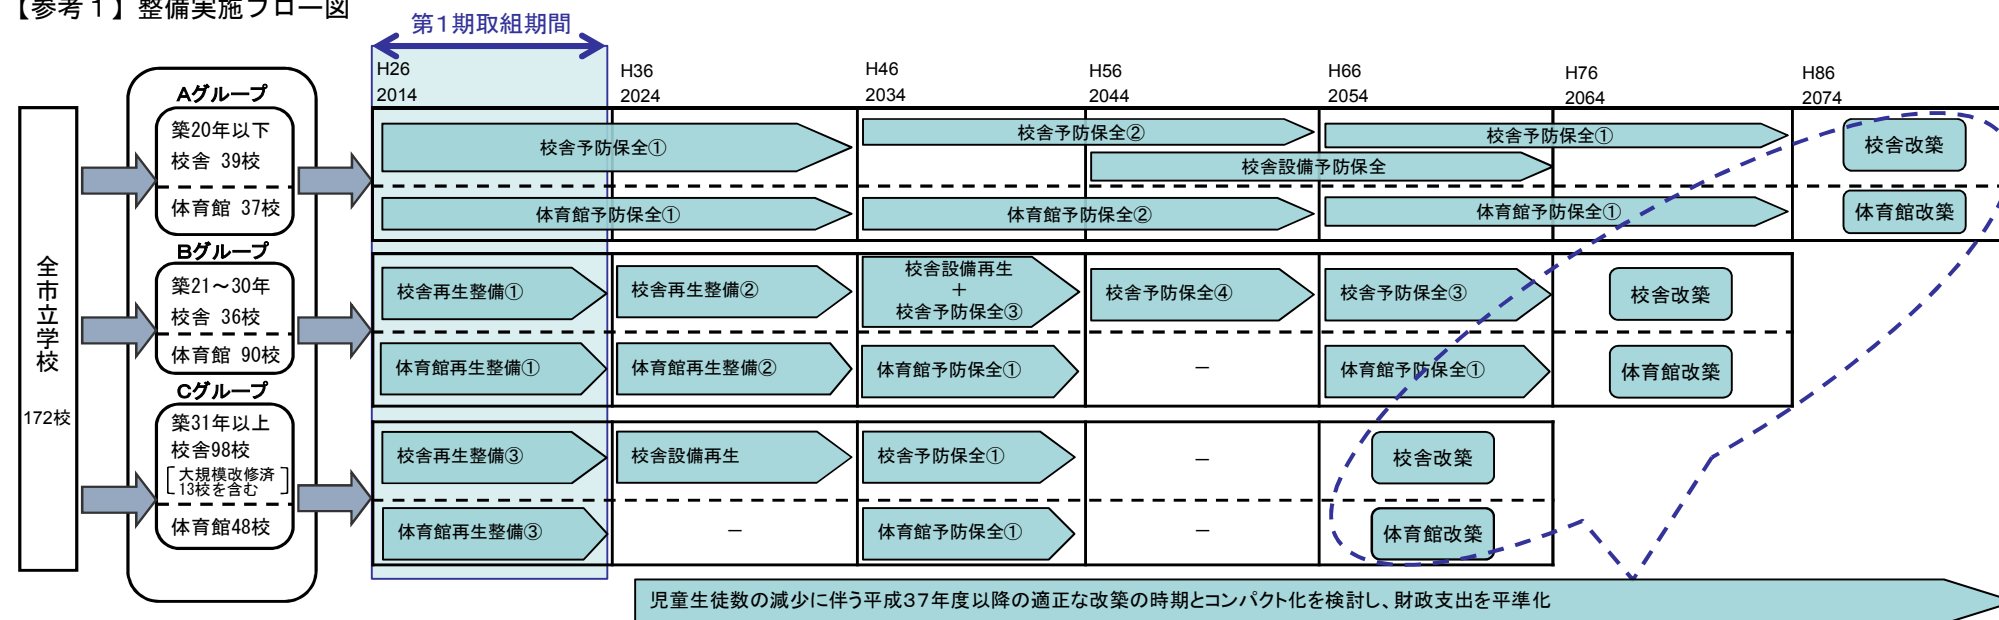 【参考１】整備実施フロー図
第１期取組期間
H26
2014
H36
2024
H46
2034
H56
2044
H66
2054
H76
2064
H86
2074
全市立学校
172校
Aグループ
築20年以下
校舎 39校
体育館 37校
校舎予防保全①
校舎予防保全②
校舎予防保全①
校舎設備予防保全
校舎改築
体育館予防保全①
体育館予防保全②
体育館予防保全①
体育館改築
Bグループ
築21～30年
校舎 36校
体育館 90校
校舎再生整備①
校舎再生整備②
校舎設備再生
＋
校舎予防保全③
校舎予防保全④
校舎予防保全③
校舎改築
体育館再生整備①
体育館再生整備②
体育館予防保全①
－
体育館予防保全①
体育館改築
Cグループ
築31年以上
校舎98校
[大規模改修済
13校を含む]
体育館48校
校舎再生整備③
校舎設備再生
校舎予防保全①
－
校舎改築
体育館再生整備③
－
体育館予防保全①
－
体育館改築
児童生徒数の減少に伴う平成３７年度以降の適正な改築の時期とコンパクト化を検討し、財政支出を平準化